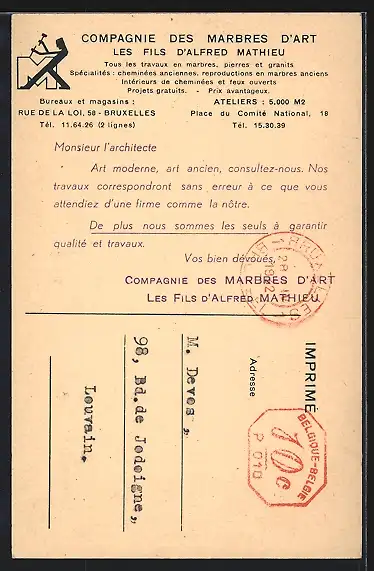 COMPAGNIE DES MARBRES D'ART
LES FILS D'ALFRED MATHIEU
Tous les travaux en marbres, pierres et granits
Spécialités : cheminées anciennes, reproductions en marbres anciens
Intérieurs de cheminées et feux ouverts
Projets gratuits. - Prix avantageux.
Bureaux et magasins :
RUE DE LA LOI, 58 - BRUXELLES
Tél. 11.64.26 (2 lignes)
ATELIERS : 5.000 M2
Place du Comité National, 18
Tél. 15.30.39
Monsieur l'architecte
Art moderne, art ancien, consultez-nous. Nos
travaux correspondront sans erreur à ce que vous
attendiez d'une firme comme la nôtre.
De plus nous sommes les seuls à garantir
qualité et travaux.
Vos bien dévoués,
COMPAGNIE DES MARBRES D'ART
LES FILS D'ALFRED MATHIEU
BRUXELLES 1
IMPRIMÉ
Adresse
M. Devos,
98, Bd. de Jodoigne,
Louvain.
BELGIQUE-BELGIE
10c
P 010